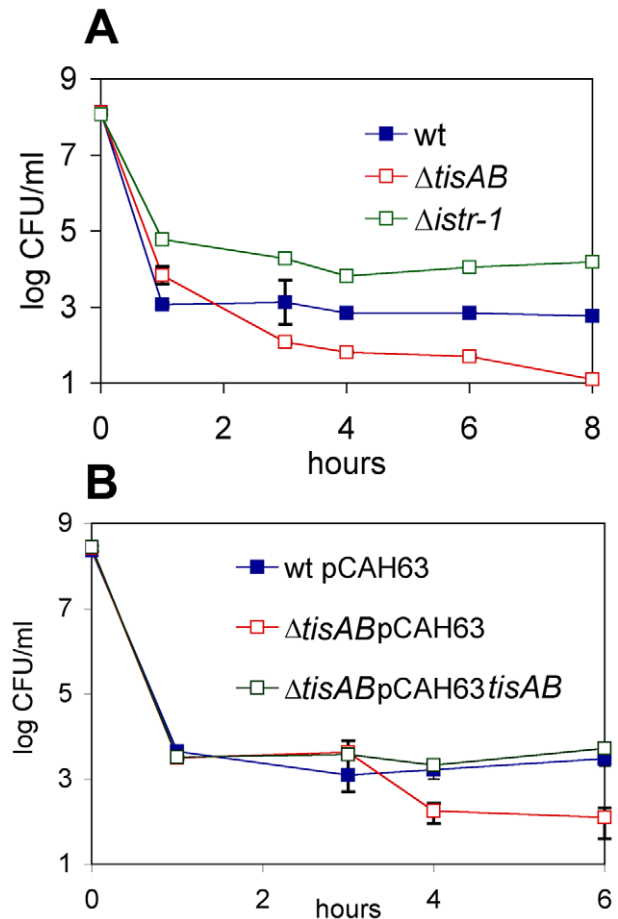 A
9
7
5
3
1
log CFU/ml
wt
ΔtisAB
Δistr-1
0 2 4 6 8
hours
B
9
7
5
3
1
log CFU/ml
wt pCAH63
ΔtisABpCAH63
ΔtisABpCAH63tisAB
0 2 4 6
hours